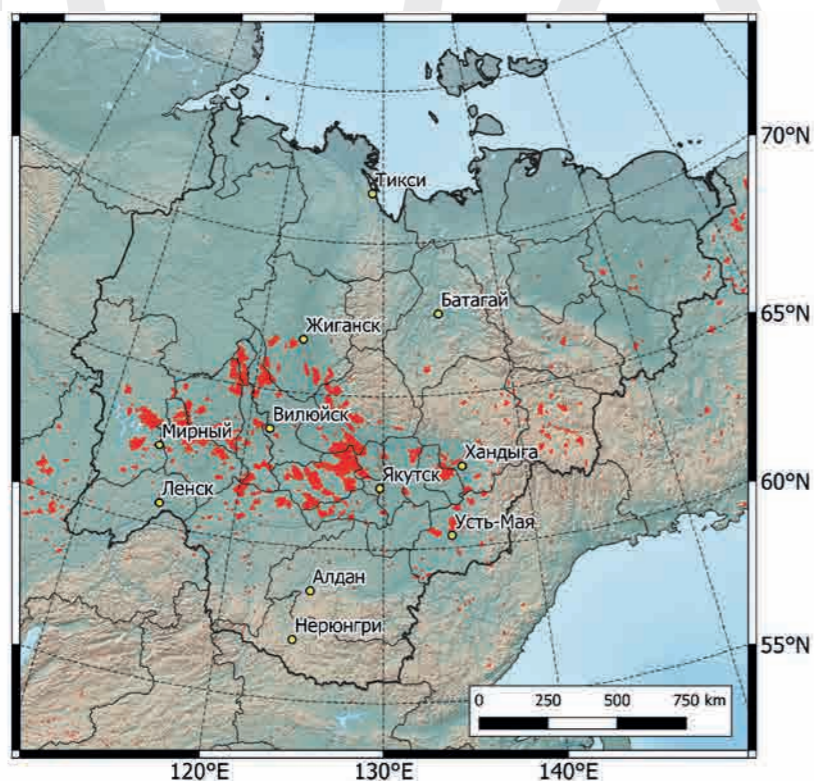 70°N
Тикси
Батагай
65°N
Жиганск
Вилюйск
Мирный
Хандыга
Якутск
60°N
Ленск
Усть-Мая
Алдан
Нерюнгри
55°N
0 250 500 750 km
120°E 130°E 140°E